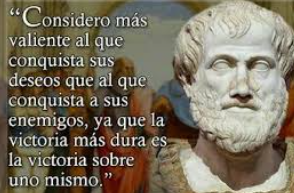 “Considero más
valiente al que
conquista sus
deseos que al que
conquista a sus
enemigos, ya que la
victoria más dura es
la victoria sobre
uno mismo.”